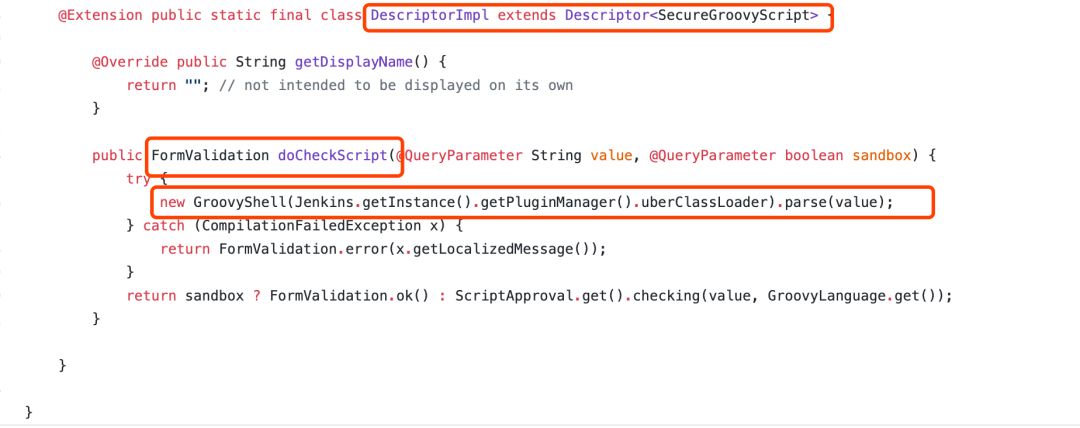 @Extension public static final class DescriptorImpl extends Descriptor<SecureGroovyScript> {
@Override public String getDisplayName() {
return ""; // not intended to be displayed on its own
}
public FormValidation doCheckScript(@QueryParameter String value, @QueryParameter boolean sandbox) {
try {
new GroovyShell(Jenkins.getInstance().getPluginManager().uberClassLoader).parse(value);
} catch (CompilationFailedException x) {
return FormValidation.error(x.getLocalizedMessage());
}
return sandbox ? FormValidation.ok() : ScriptApproval.get().checking(value, GroovyLanguage.get());
}
}
}